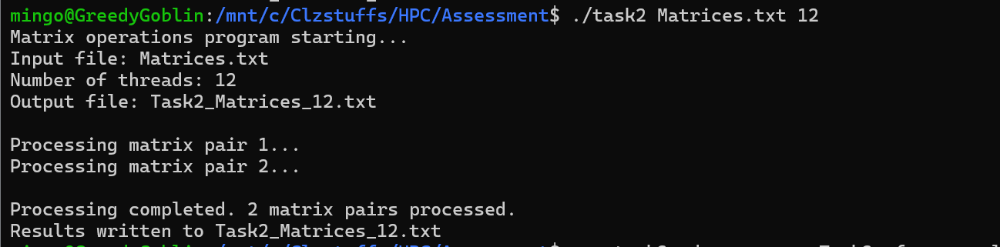 mingo@GreedyGoblin:/mnt/c/Clzstuffs/HPC/Assessment$ ./task2 Matrices.txt 12
Matrix operations program starting...
Input file: Matrices.txt
Number of threads: 12
Output file: Task2_Matrices_12.txt
Processing matrix pair 1...
Processing matrix pair 2...
Processing completed. 2 matrix pairs processed.
Results written to Task2_Matrices_12.txt